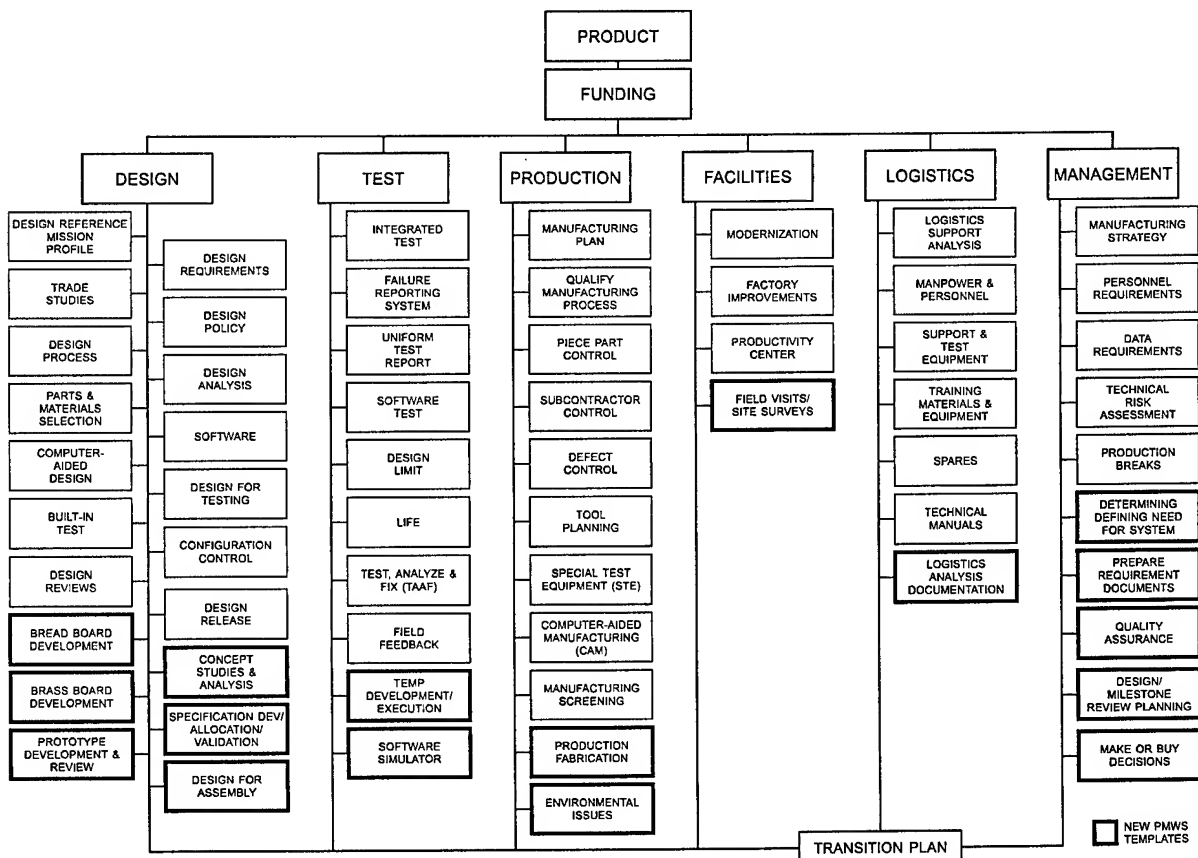 PRODUCT
FUNDING
DESIGN
TEST
PRODUCTION
FACILITIES
LOGISTICS
MANAGEMENT
DESIGN REFERENCE
MISSION
PROFILE
TRADE
STUDIES
DESIGN
PROCESS
PARTS &
MATERIALS
SELECTION
COMPUTER-
AIDED
DESIGN
BUILT-IN
TEST
DESIGN
REVIEWS
BREAD BOARD
DEVELOPMENT
BRASS BOARD
DEVELOPMENT
PROTOTYPE
DEVELOPMENT &
REVIEW
DESIGN
REQUIREMENTS
DESIGN
POLICY
DESIGN
ANALYSIS
SOFTWARE
DESIGN FOR
TESTING
CONFIGURATION
CONTROL
DESIGN
RELEASE
CONCEPT
STUDIES &
ANALYSIS
SPECIFICATION DEV/
ALLOCATION/
VALIDATION
DESIGN FOR
ASSEMBLY
INTEGRATED
TEST
FAILURE
REPORTING
SYSTEM
UNIFORM
TEST
REPORT
SOFTWARE
TEST
DESIGN
LIMIT
LIFE
TEST, ANALYZE &
FIX (TAAF)
FIELD
FEEDBACK
TEMP
DEVELOPMENT/
EXECUTION
SOFTWARE
SIMULATOR
MANUFACTURING
PLAN
QUALIFY
MANUFACTURING
PROCESS
PIECE PART
CONTROL
SUBCONTRACTOR
CONTROL
DEFECT
CONTROL
TOOL
PLANNING
SPECIAL TEST
EQUIPMENT (STE)
COMPUTER-AIDED
MANUFACTURING
(CAM)
MANUFACTURING
SCREENING
PRODUCTION
FABRICATION
ENVIRONMENTAL
ISSUES
MODERNIZATION
FACTORY
IMPROVEMENTS
PRODUCTIVITY
CENTER
FIELD VISITS/
SITE SURVEYS
LOGISTICS
SUPPORT
ANALYSIS
MANPOWER &
PERSONNEL
SUPPORT &
TEST
EQUIPMENT
TRAINING
MATERIALS &
EQUIPMENT
SPARES
TECHNICAL
MANUALS
LOGISTICS
ANALYSIS
DOCUMENTATION
MANUFACTURING
STRATEGY
PERSONNEL
REQUIREMENTS
DATA
REQUIREMENTS
TECHNICAL
RISK
ASSESSMENT
PRODUCTION
BREAKS
DETERMINING
DEFINING NEED
FOR SYSTEM
PREPARE
REQUIREMENT
DOCUMENTS
QUALITY
ASSURANCE
DESIGN/
MILESTONE
REVIEW PLANNING
MAKE OR BUY
DECISIONS
TRANSITION PLAN
NEW PMWS
TEMPLATES